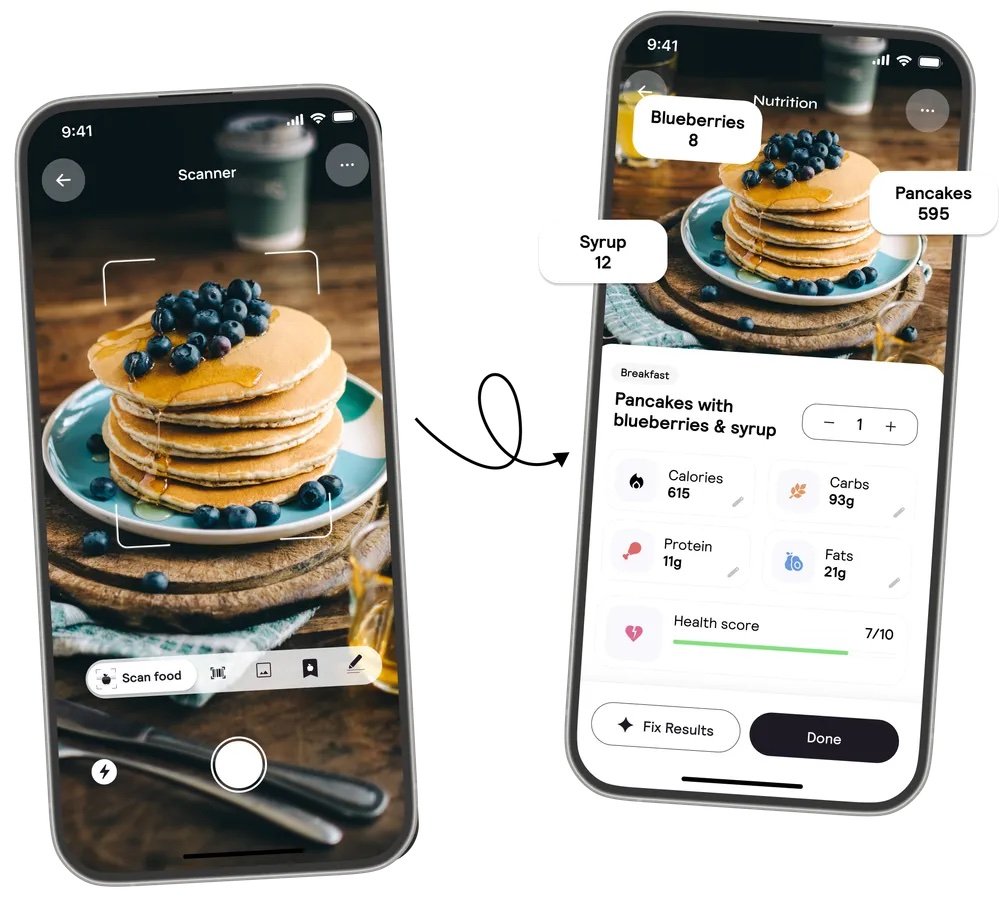 9:41
Scanner
Scan food
9:41
Nutrition
Blueberries
8
Pancakes
595
Syrup
12
Breakfast
Pancakes with
blueberries & syrup
1
Calories
615
Carbs
93g
Protein
11g
Fats
21g
Health score
7/10
Fix Results
Done